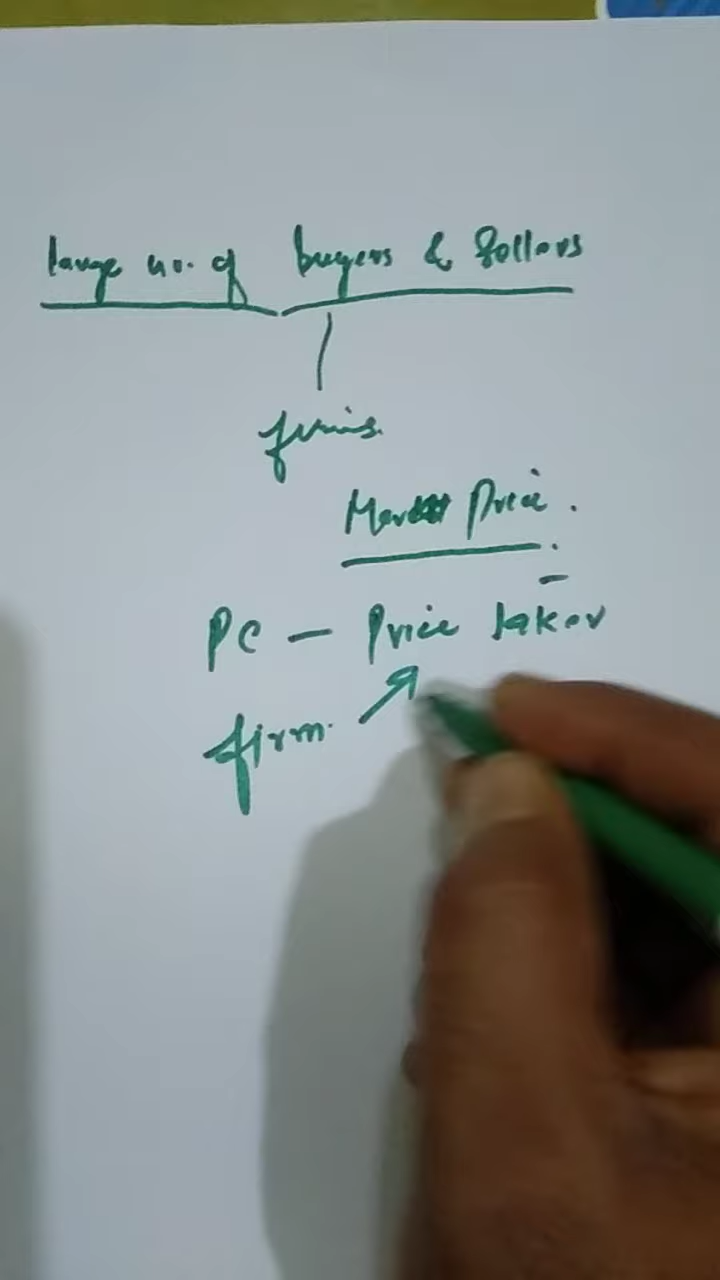 large no. of buyers & Sellers
firms.
Market Price.
PC - Price taker
firm.